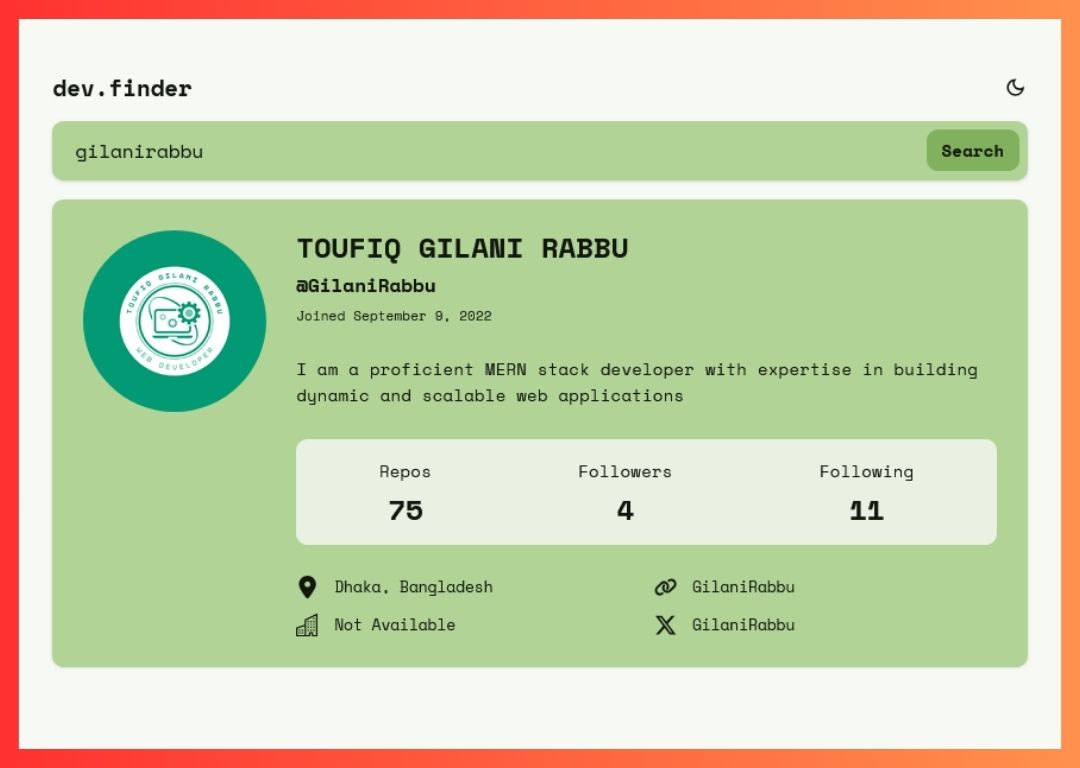 dev.finder
gilanirabbu
Search
TOUFIQ GILANI RABBU
WEB DEVELOPER
TOUFIQ GILANI RABBU
@GilaniRabbu
Joined September 9, 2022
I am a proficient MERN stack developer with expertise in building
dynamic and scalable web applications
Repos
Followers
Following
75
4
11
Dhaka, Bangladesh
GilaniRabbu
Not Available
GilaniRabbu